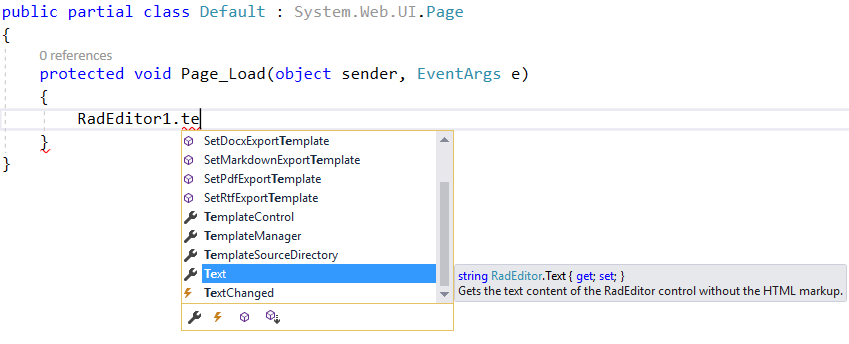 public partial class Default : System.Web.UI.Page
{
0 references
protected void Page_Load(object sender, EventArgs e)
{
RadEditor1.te
}
}
SetDocxExportTemplate
SetMarkdownExportTemplate
SetPdfExportTemplate
SetRtfExportTemplate
TemplateControl
TemplateManager
TemplateSourceDirectory
Text
TextChanged
string RadEditor.Text { get; set; }
Gets the text content of the RadEditor control without the HTML markup.